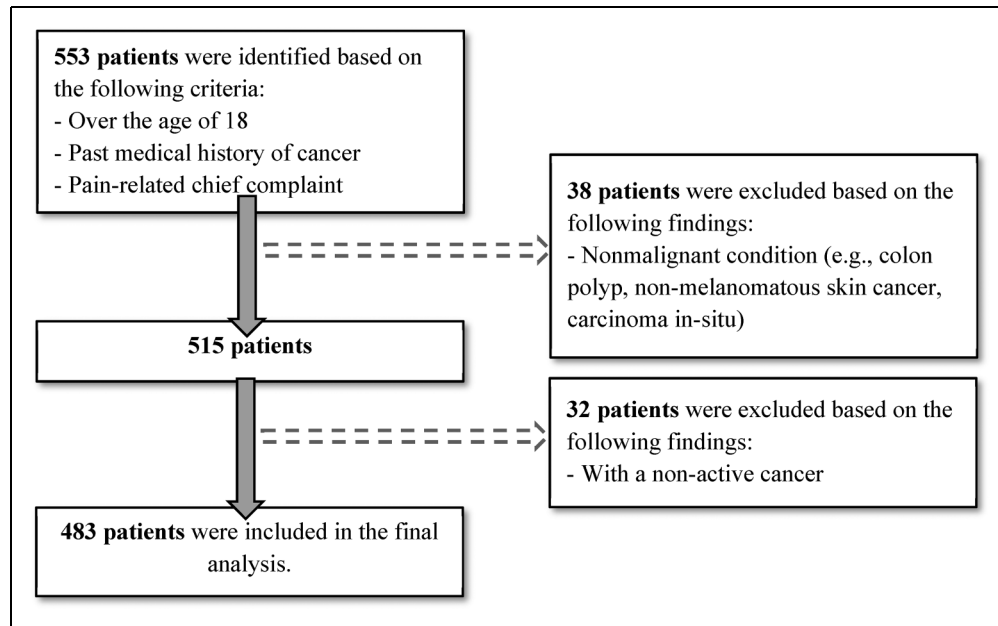 553 patients were identified based on
the following criteria:
- Over the age of 18
- Past medical history of cancer
- Pain-related chief complaint
38 patients were excluded based on the
following findings:
- Nonmalignant condition (e.g., colon
polyp, non-melanomatous skin cancer,
carcinoma in-situ)
515 patients
32 patients were excluded based on the
following findings:
- With a non-active cancer
483 patients were included in the final
analysis.